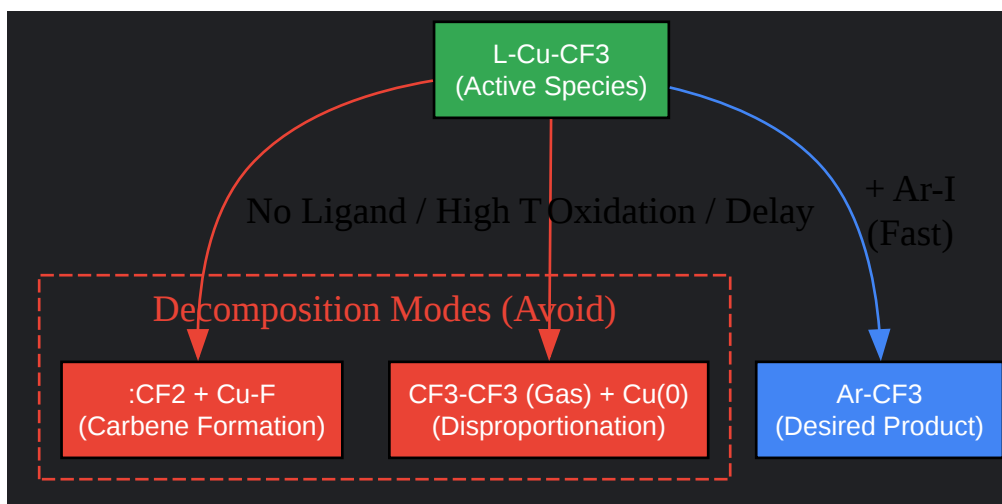 L-Cu-CF3
(Active Species)
No Ligand / High T
Oxidation / Delay
+ Ar-I
(Fast)
Decomposition Modes (Avoid)
:CF2 + Cu-F
(Carbene Formation)
CF3-CF3 (Gas) + Cu(0)
(Disproportionation)
Ar-CF3
(Desired Product)